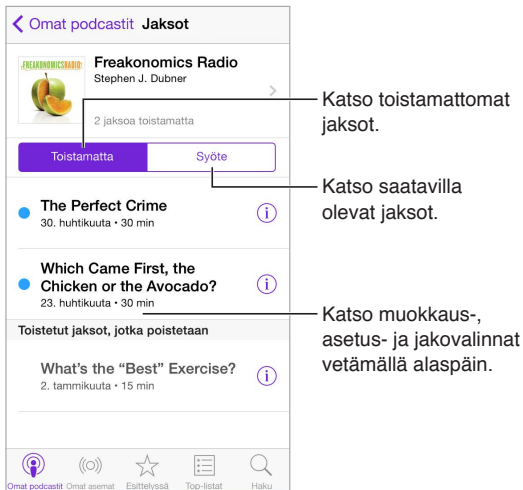 Omat podcastit Jaksot
FREAKONOMICS RADIO
Freakonomics Radio
Stephen J. Dubner
2 jaksoa toistamatta
Toistamatta
Syöte
The Perfect Crime
30. huhtikuuta • 30 min
Which Came First, the
Chicken or the Avocado?
23. huhtikuuta • 30 min
Toistetut jaksot, jotka poistetaan
What's the “Best” Exercise?
2. tammikuuta • 15 min
Omat podcastit
Omat asemat
Esittelyssä
Top-listat
Haku
Katso toistamattomat
jaksot.
Katso saatavilla
olevat jaksot.
Katso muokkaus-,
asetus- ja jakovalinnat
vetämällä alaspäin.